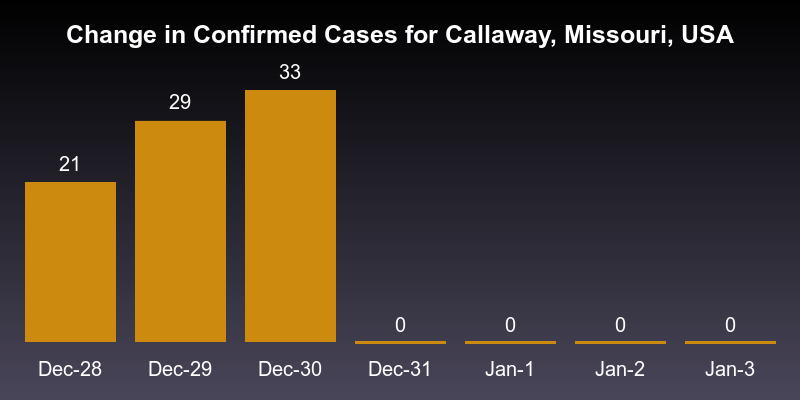 Change in Confirmed Cases for Callaway, Missouri, USA
33
29
21
0 0 0 0
Dec-28 Dec-29 Dec-30 Dec-31 Jan-1 Jan-2 Jan-3